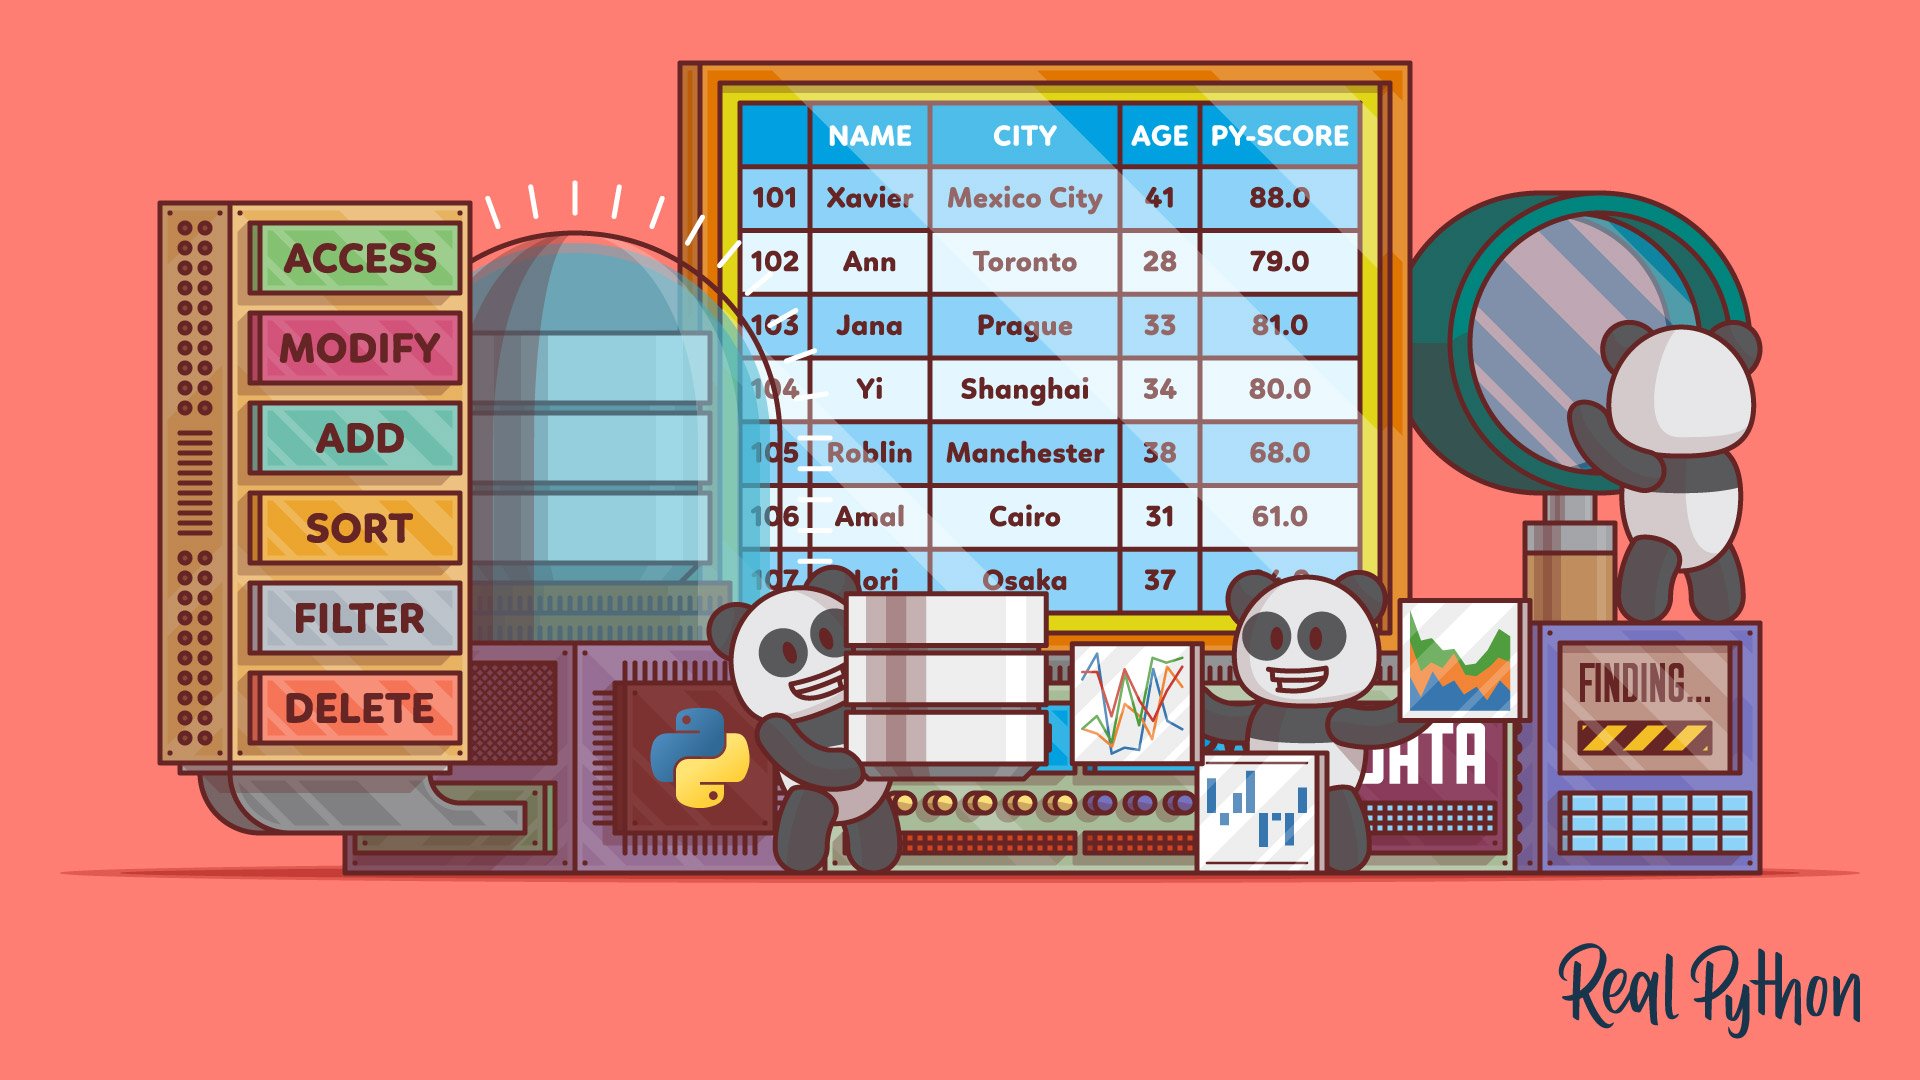 ACCESS
MODIFY
ADD
SORT
FILTER
DELETE
NAME CITY AGE PY-SCORE
101 Xavier Mexico City 41 88.0
102 Ann Toronto 28 79.0
103 Jana Prague 33 81.0
104 Yi Shanghai 34 80.0
105 Roblin Manchester 38 68.0
106 Amal Cairo 31 61.0
107 Osaka 37
FINDING...
DATA
Real Python